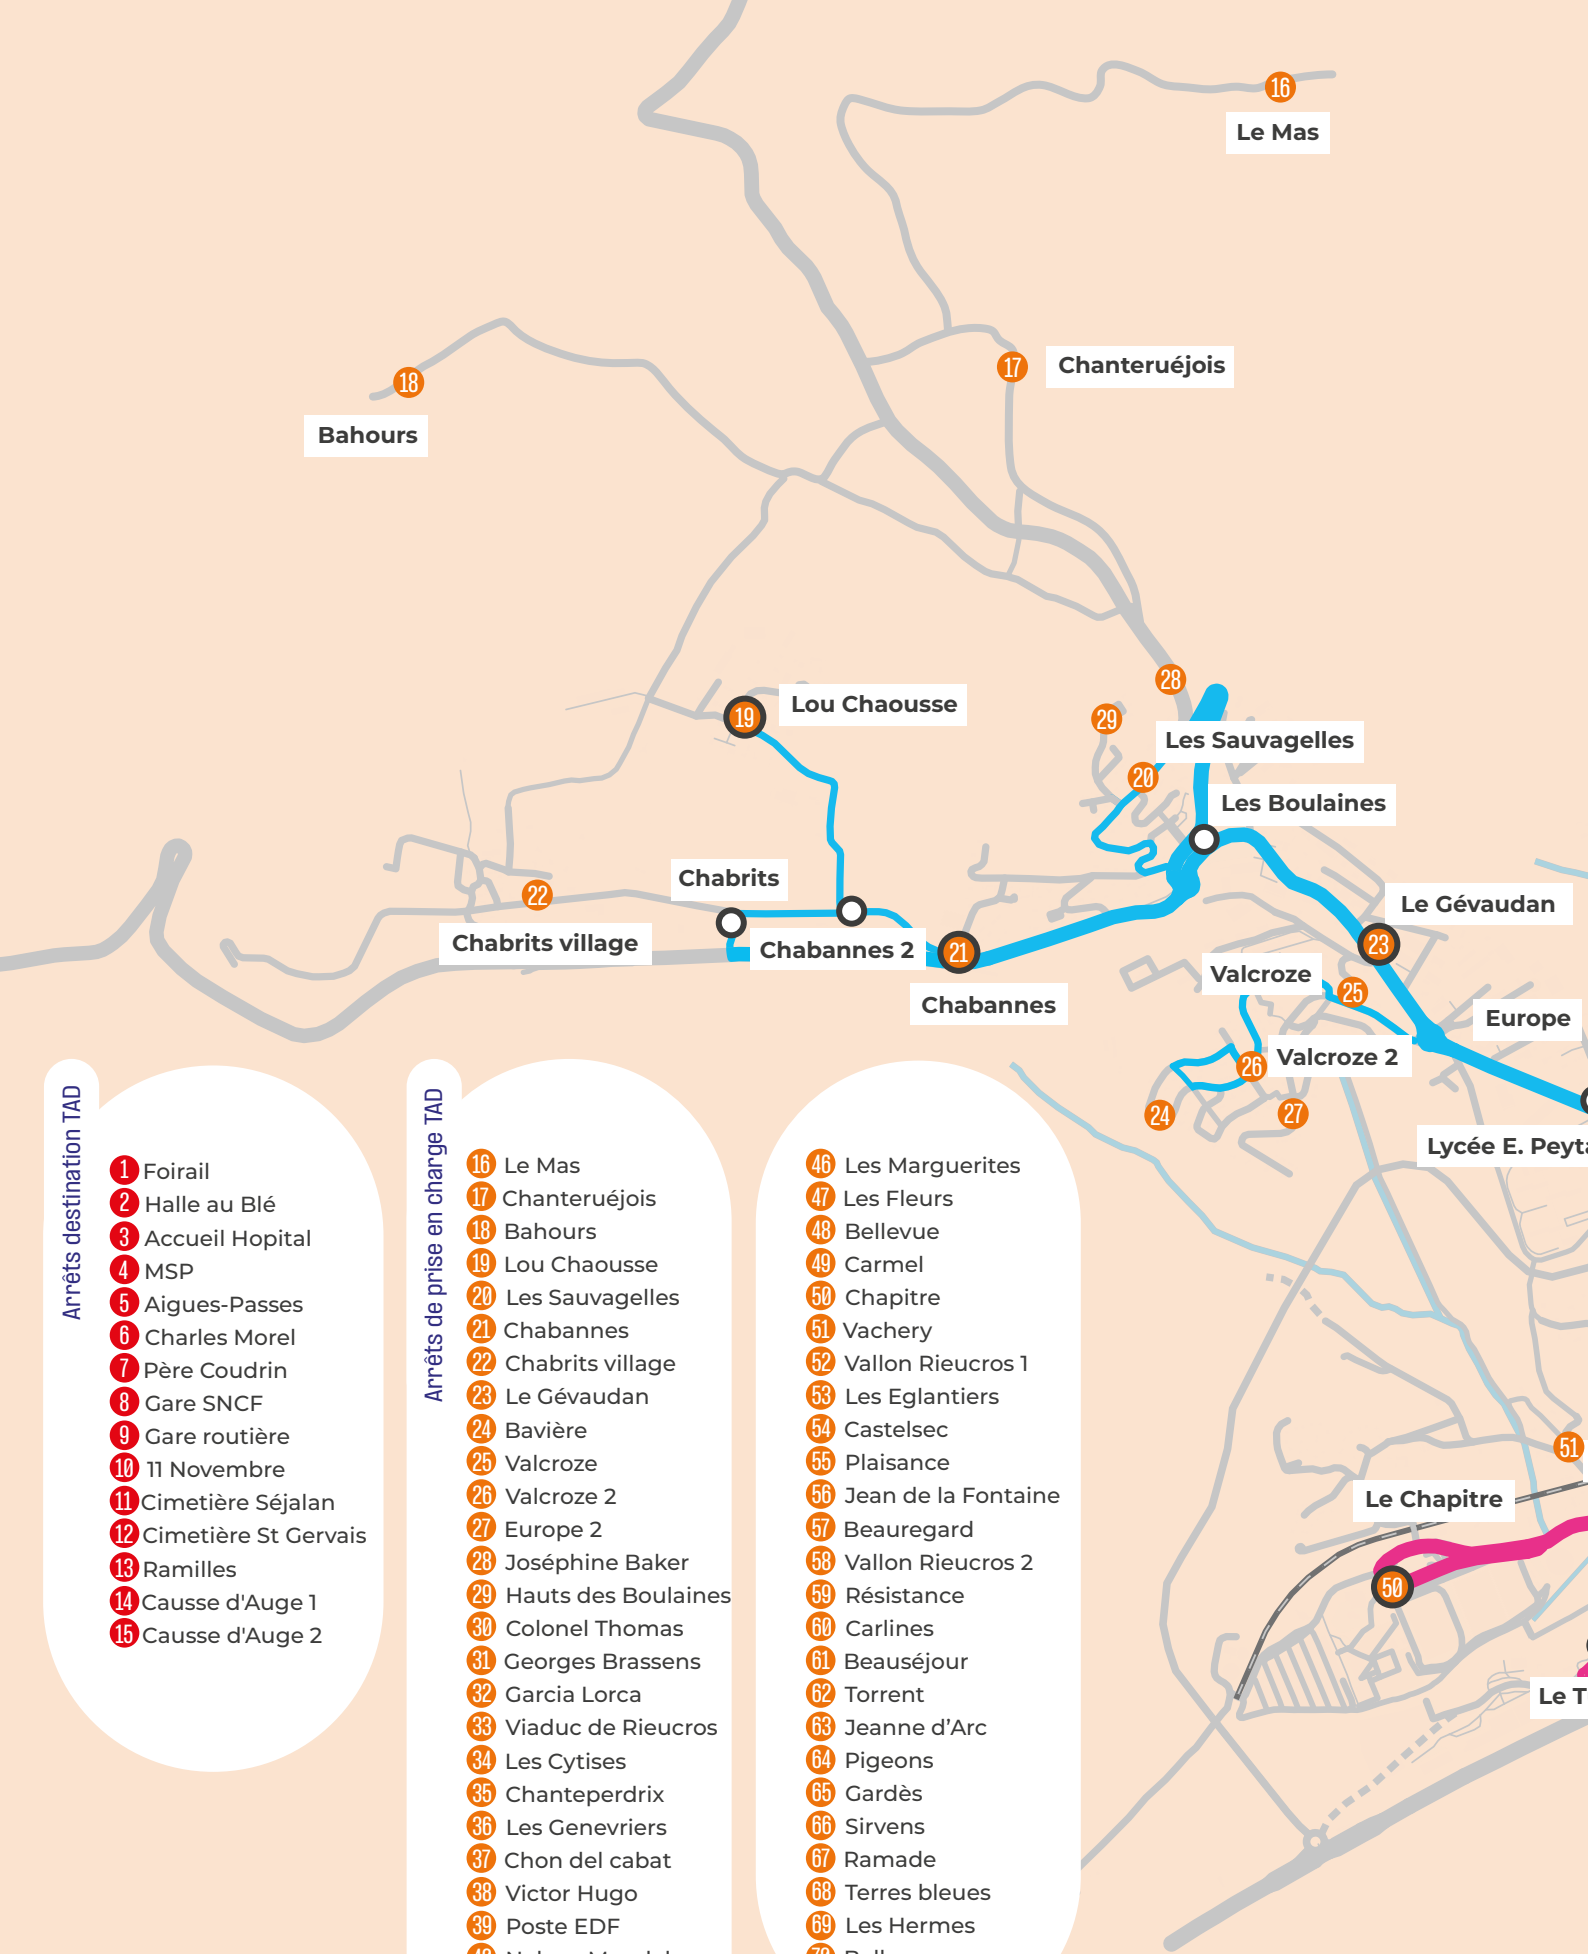 16
Le Mas
17
Chanteruéjois
18
Bahours
28
19
Lou Chaousse
29
Les Sauvagelles
20
Les Boulaines
Chabrits
22
Le Gévaudan
Chabrits village
Chabannes 2
21
23
Valcroze
25
Chabannes
Europe
Valcroze 2
26
24
27
Lycée E. Peyta
51
Le Chapitre
50
Le T
Arrêts destination TAD
1 Foirail
2 Halle au Blé
3 Accueil Hopital
4 MSP
5 Aigues-Passes
6 Charles Morel
7 Père Coudrin
8 Gare SNCF
9 Gare routière
10 11 Novembre
11 Cimetière Séjalan
12 Cimetière St Gervais
13 Ramilles
14 Causse d'Auge 1
15 Causse d'Auge 2
Arrêts de prise en charge TAD
16 Le Mas
17 Chanteruéjois
18 Bahours
19 Lou Chaousse
20 Les Sauvagelles
21 Chabannes
22 Chabrits village
23 Le Gévaudan
24 Bavière
25 Valcroze
26 Valcroze 2
27 Europe 2
28 Joséphine Baker
29 Hauts des Boulaines
30 Colonel Thomas
31 Georges Brassens
32 Garcia Lorca
33 Viaduc de Rieucros
34 Les Cytises
35 Chanteperdrix
36 Les Genevriers
37 Chon del cabat
38 Victor Hugo
39 Poste EDF
46 Les Marguerites
47 Les Fleurs
48 Bellevue
49 Carmel
50 Chapitre
51 Vachery
52 Vallon Rieucros 1
53 Les Eglantiers
54 Castelsec
55 Plaisance
56 Jean de la Fontaine
57 Beauregard
58 Vallon Rieucros 2
59 Résistance
60 Carlines
61 Beauséjour
62 Torrent
63 Jeanne d’Arc
64 Pigeons
65 Gardès
66 Sirvens
67 Ramade
68 Terres bleues
69 Les Hermes